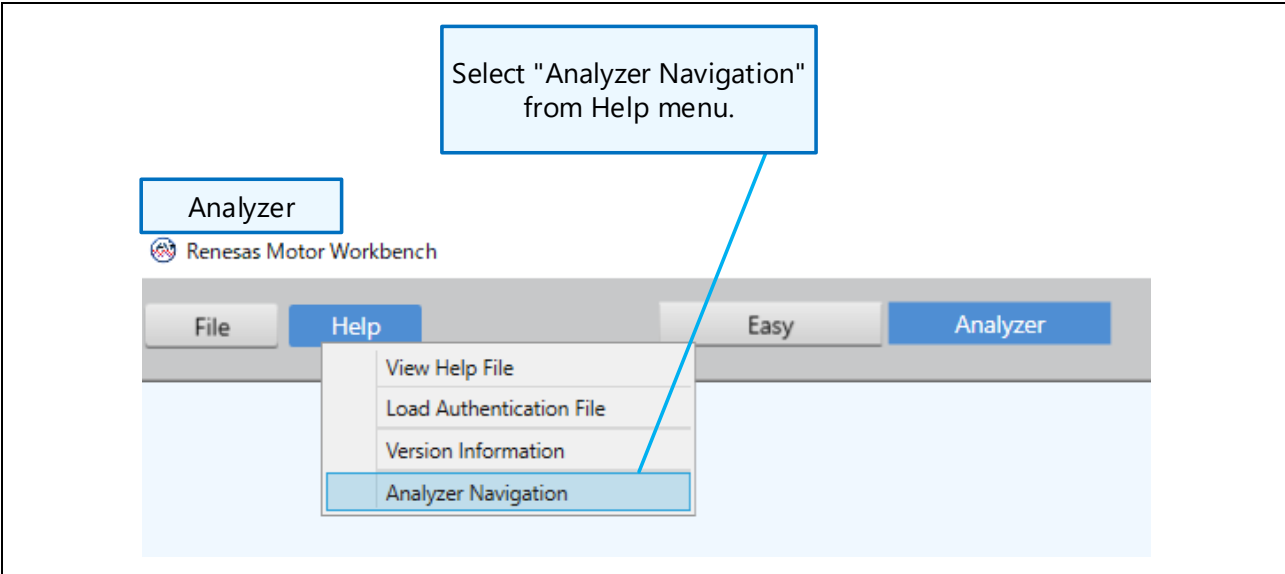 Select "Analyzer Navigation"
from Help menu.
Analyzer
Renesas Motor Workbench
File
Help
Easy
Analyzer
View Help File
Load Authentication File
Version Information
Analyzer Navigation